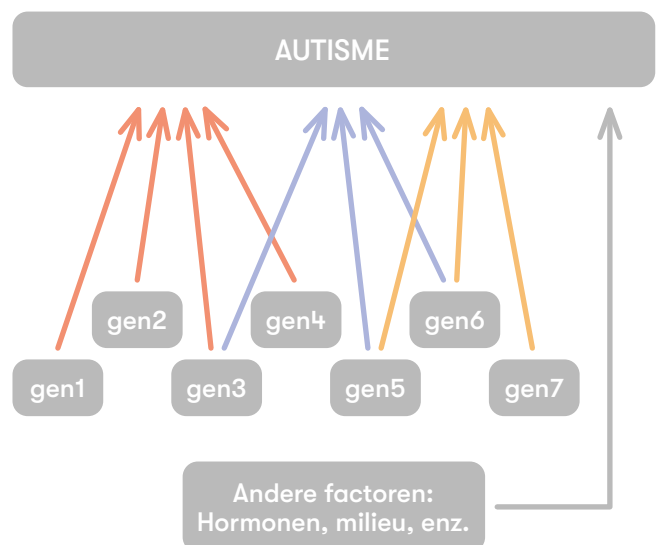 AUTISME
gen2
gen4
gen6
gen1
gen3
gen5
gen7
Andere factoren:
Hormonen, milieu, enz.